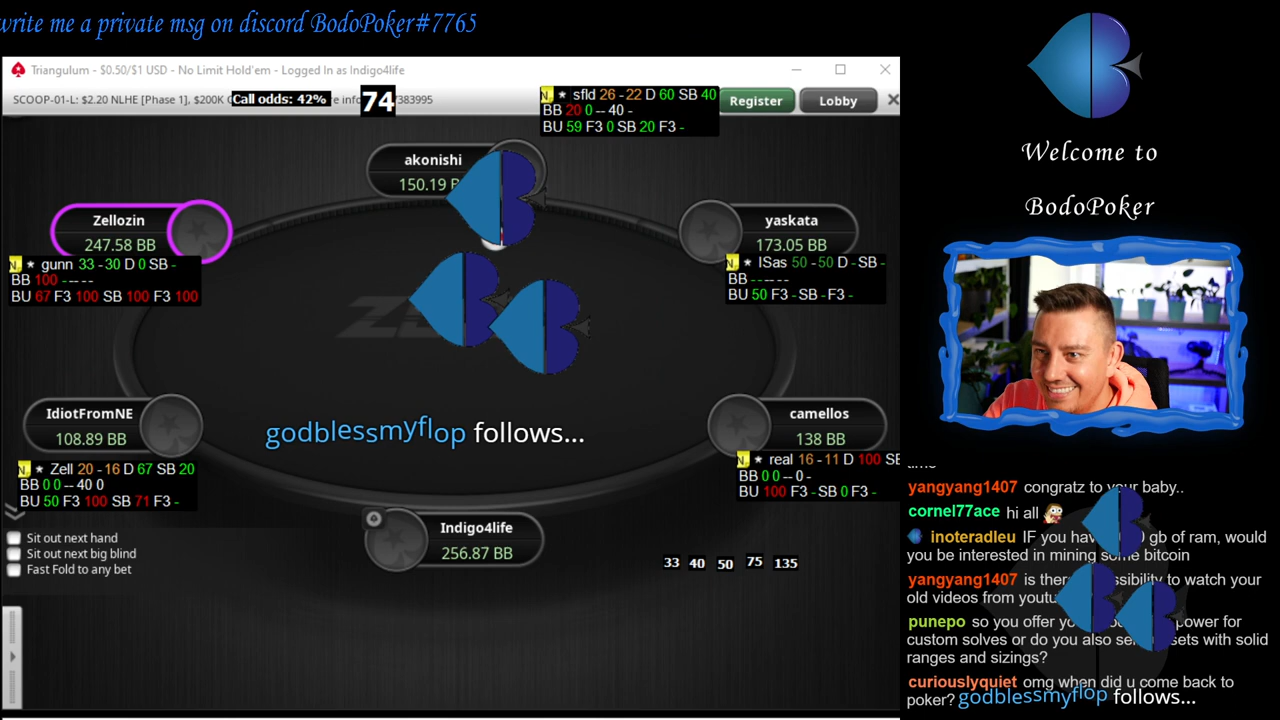 write me a private msg on discord BodoPoker#7765
Triangulum - $0.50/$1 USD - No Limit Hold'em - Logged In as Indigo4life
SCOOP-01-L: $2.20 NLHE [Phase 1], $200K
Call odds: 42%
74
383995
Register
Lobby
sfld 26 - 22 D 60 SB 40
BB 20 0 -- 40 -
BU 59 F3 0 SB 20 F3 -
akonishi
150.19
Zellozin
247.58 BB
gunn 33 - 30 D 0 SB -
BB 100 -----
BU 67 F3 100 SB 100 F3 100
yaskata
173.05 BB
ISas 50 - 50 D - SB -
BB ------
BU 50 F3 - SB - F3 -
IdiotFromNE
108.89 BB
Zell 20 - 16 D 67 SB 20
BB 0 0 -- 40 0
BU 50 F3 100 SB 71 F3 -
camellos
138 BB
real 16 - 11 D 100 SB
BB 0 0 -- 0 -
BU 100 F3 - SB 0 F3 -
godblessmyflop follows...
Indigo4life
256.87 BB
Sit out next hand
Sit out next big blind
Fast Fold to any bet
33 40 50 75 135
Welcome to
BodoPoker
yangyang1407 congratz to your baby..
cornel77ace hi all
inoteradleu IF you have gb of ram, would
you be interested in mining some bitcoin
yangyang1407 is there possibility to watch your
old videos from
punepo so you offer power for
custom solves or do you also sets with solid
ranges and sizings?
curiouslyquiet omg when did u come back to
poker?
godblessmyflop follows...